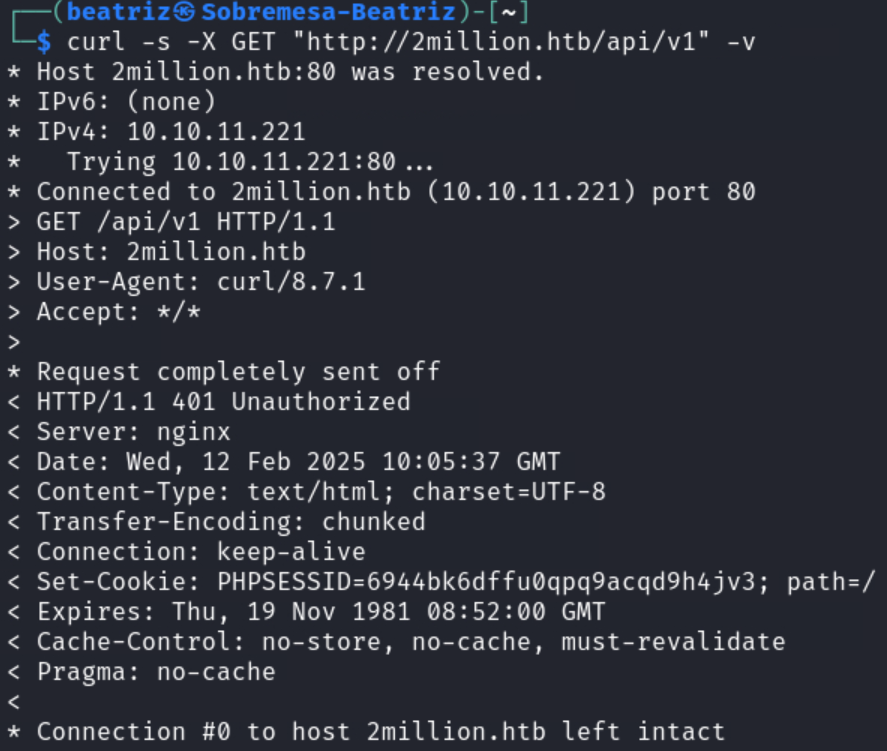 ┌──(beatriz㉿Sobremesa-Beatriz)-[~]
└─$ curl -s -X GET "http://2million.htb/api/v1" -v
* Host 2million.htb:80 was resolved.
* IPv6: (none)
* IPv4: 10.10.11.221
*   Trying 10.10.11.221:80...
* Connected to 2million.htb (10.10.11.221) port 80
> GET /api/v1 HTTP/1.1
> Host: 2million.htb
> User-Agent: curl/8.7.1
> Accept: */*
>
* Request completely sent off
< HTTP/1.1 401 Unauthorized
< Server: nginx
< Date: Wed, 12 Feb 2025 10:05:37 GMT
< Content-Type: text/html; charset=UTF-8
< Transfer-Encoding: chunked
< Connection: keep-alive
< Set-Cookie: PHPSESSID=6944bk6dffu0qpq9acqd9h4jv3; path=/
< Expires: Thu, 19 Nov 1981 08:52:00 GMT
< Cache-Control: no-store, no-cache, must-revalidate
< Pragma: no-cache
<
* Connection #0 to host 2million.htb left intact